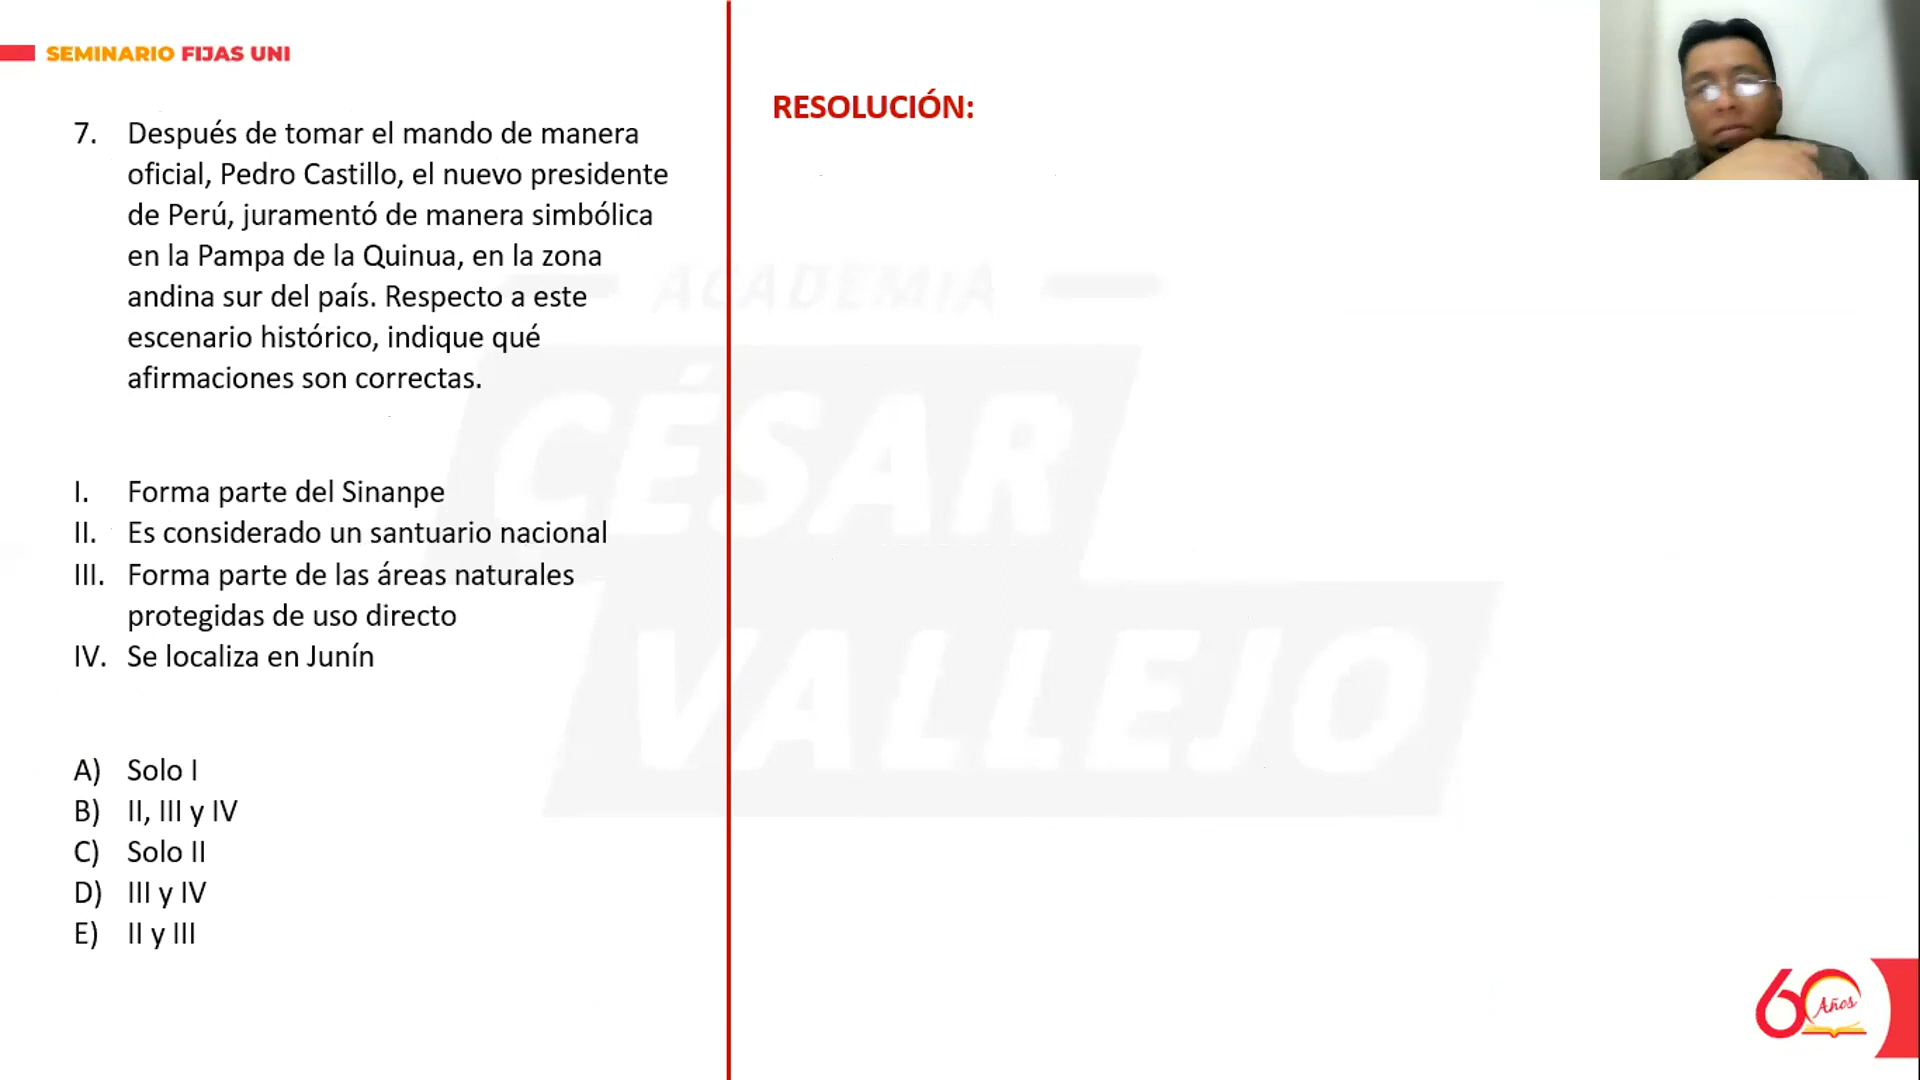 SEMINARIO FIJAS UNI
7. Después de tomar el mando de manera
oficial, Pedro Castillo, el nuevo presidente
de Perú, juramentó de manera simbólica
en la Pampa de la Quinua, en la zona
andina sur del país. Respecto a este
escenario histórico, indique qué
afirmaciones son correctas.
I. Forma parte del Sinanpe
II. Es considerado un santuario nacional
III. Forma parte de las áreas naturales
protegidas de uso directo
IV. Se localiza en Junín
A) Solo I
B) II, III y IV
C) Solo II
D) III y IV
E) II y III
RESOLUCIÓN:
ACADEMIA
CÉSAR
VALLEJO
60 Años